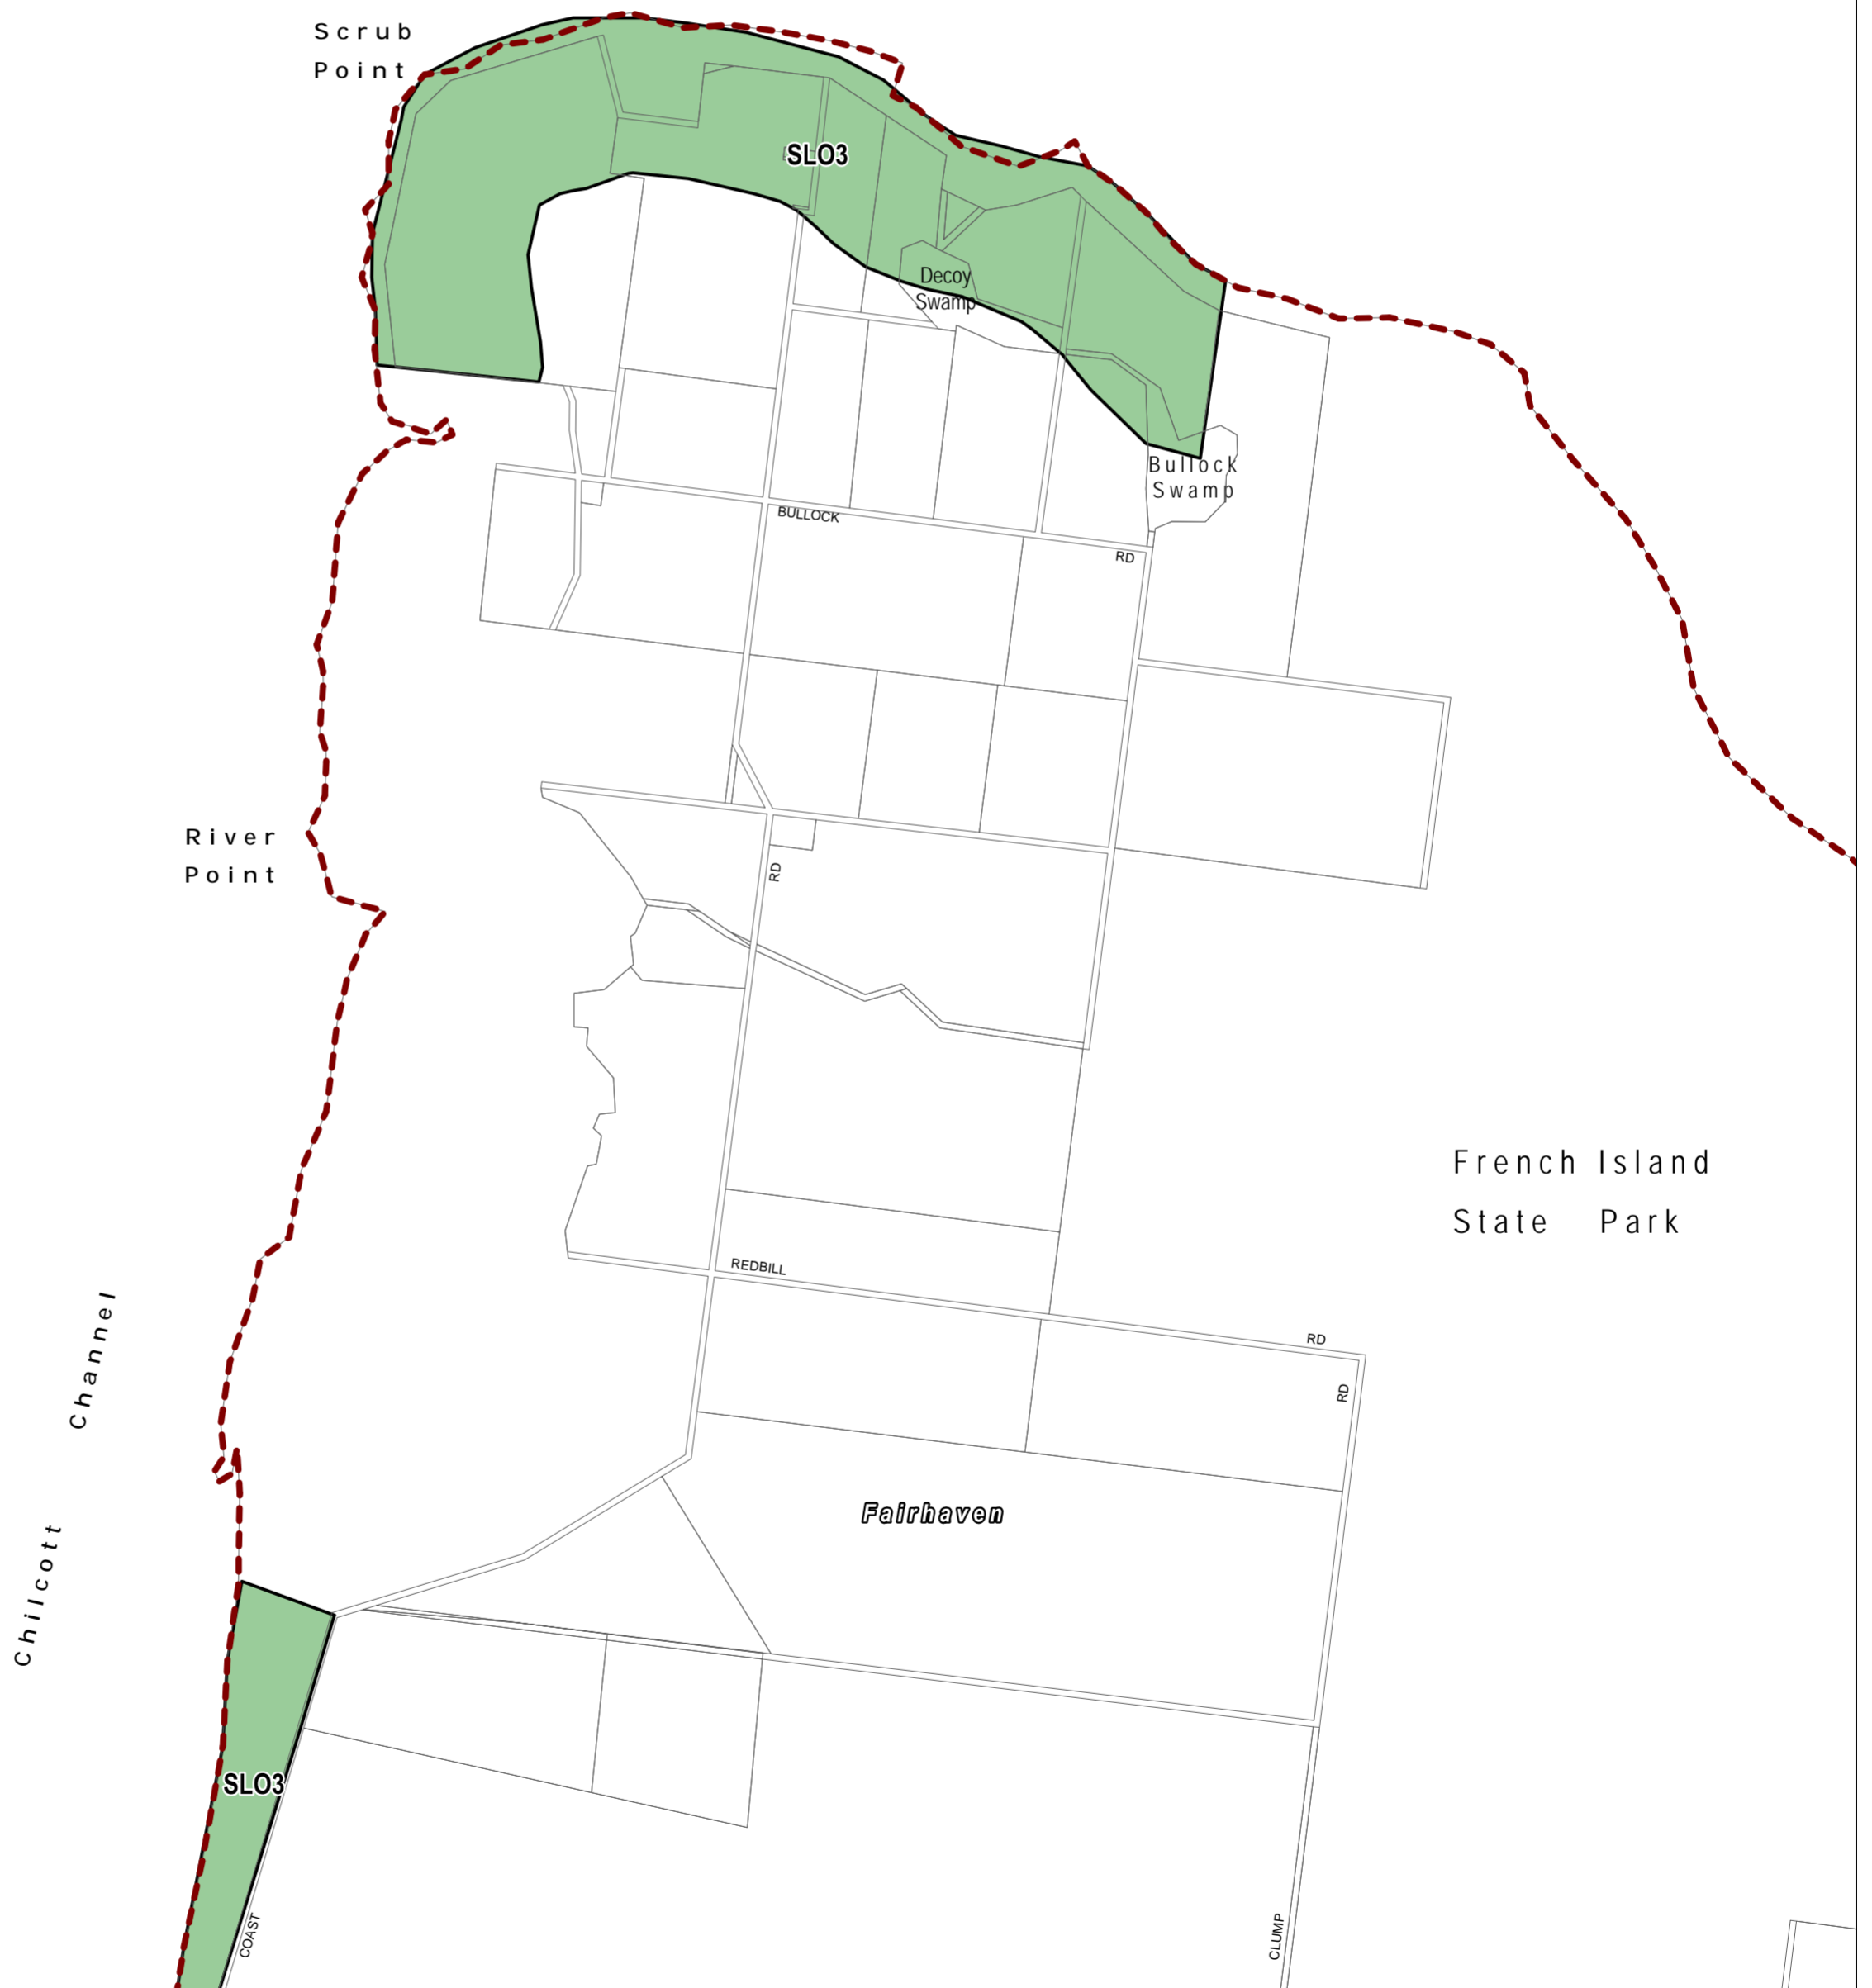 Scrub
Point
SLO3
Decoy
Swamp
Bullock
Swamp
BULLOCK
RD
River
Point
RD
French Island
State Park
REDBILL
RD
RD
Chilcott Channel
Fairhaven
SLO3
COAST
CLUMP